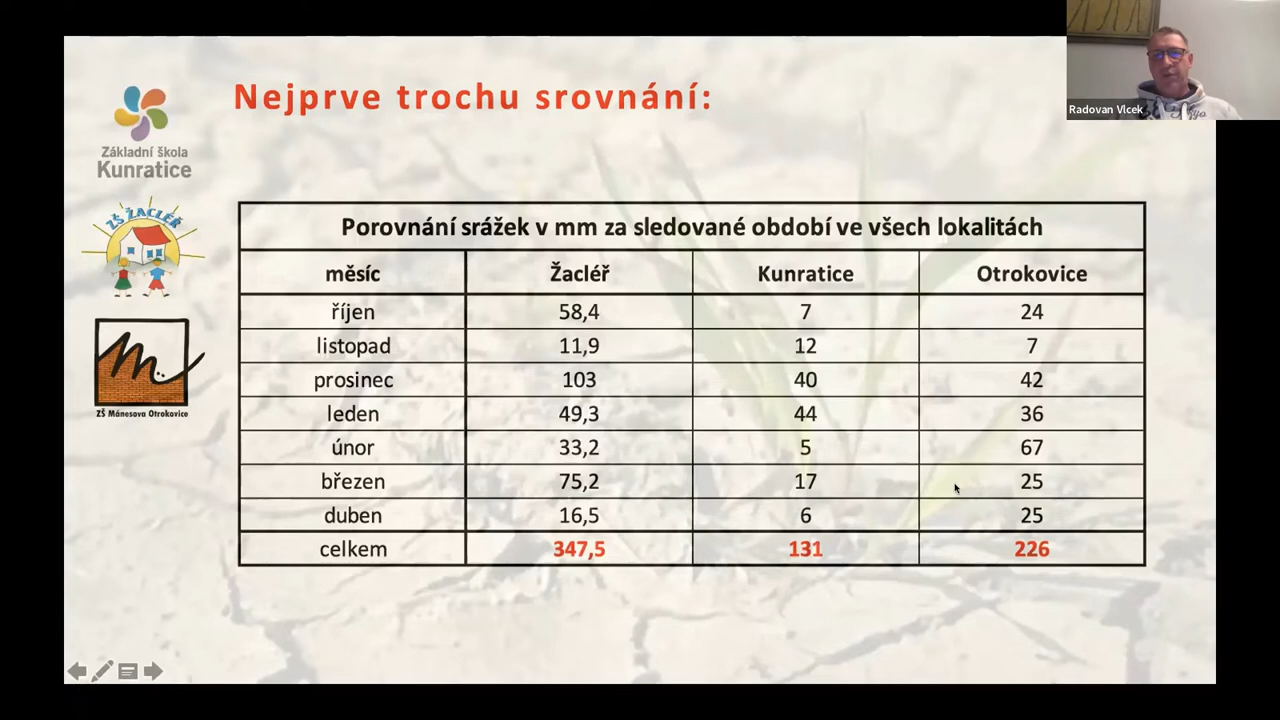 Nejprve trochu srovnání:
Radovan Vlcek
Základní škola
Kunratice
ZŠ ŽACLÉŘ
ZŠ Mánesova Otrokovice
Porovnání srážek v mm za sledované období ve všech lokalitách
měsíc Žacléř Kunratice Otrokovice
říjen 58,4 7 24
listopad 11,9 12 7
prosinec 103 40 42
leden 49,3 44 36
únor 33,2 5 67
březen 75,2 17 25
duben 16,5 6 25
celkem 347,5 131 226